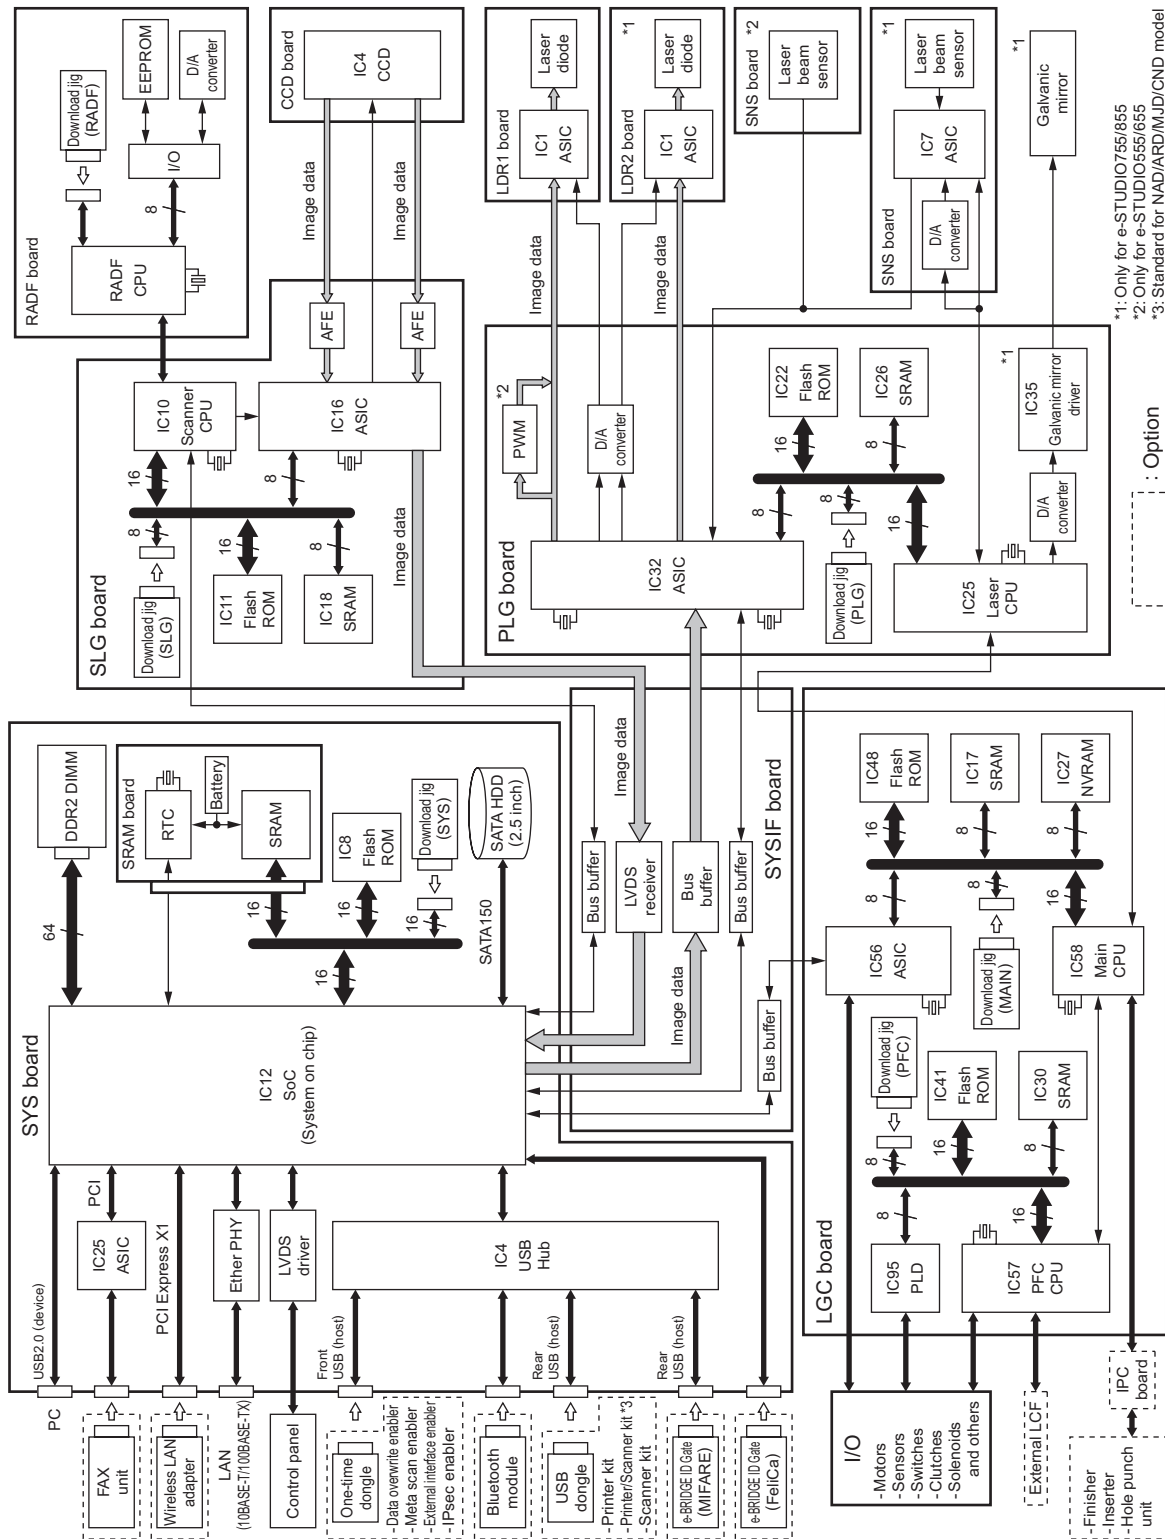 RADF board
RADF
CPU
8
Download jig
(RADF)
I/O
EEPROM
D/A
converter
CCD board
IC4
CCD
Image data
Image data
SLG board
IC10
Scanner
CPU
16
8
Download jig
(SLG)
16
IC11
Flash
ROM
8
IC18
SRAM
8
IC16
ASIC
AFE
AFE
Image data
LDR1 board
IC1
ASIC
Laser
diode
LDR2 board
*1
IC1
ASIC
Laser
diode
SNS board
*2
Laser
beam
sensor
SNS board
*1
IC7
ASIC
Laser
beam
sensor
D/A
converter
Galvanic
mirror
*1
Image data
Image data
PLG board
PWM
*2
D/A
converter
IC32
ASIC
IC22
Flash
ROM
16
IC26
SRAM
8
8
8
Download jig
(PLG)
16
IC25
Laser
CPU
D/A
converter
IC35
Galvanic mirror
driver
*1
SYS board
IC12
SoC
(System on chip)
64
DDR2 DIMM
SRAM board
RTC
Battery
SRAM
16
IC8
Flash
ROM
16
Download jig
(SYS)
16
16
SATA150
SATA HDD
(2.5 inch)
SYSIF board
Bus buffer
LVDS
receiver
Image data
Bus
buffer
Image data
Bus buffer
Bus buffer
PC
USB2.0 (device)
FAX
unit
IC25
ASIC
PCI
Wireless LAN
adapter
PCI Express X1
LAN
(10BASE-T/100BASE-TX)
Ether PHY
Control panel
LVDS
driver
One-time
dongle
Front
USB (host)
- Data overwrite enabler
- Meta scan enabler
- External interface enabler
- IPsec enabler
IC4
USB
Hub
Bluetooth
module
USB
dongle
Rear
USB (host)
- Printer kit
- Printer/Scanner kit *3
- Scanner kit
e-BRIDGE ID Gate
(MIFARE)
Rear
USB (host)
e-BRIDGE ID Gate
(FeliCa)
LGC board
IC56
ASIC
8
IC48
Flash
ROM
16
IC17
SRAM
8
IC27
NVRAM
8
Download jig
(MAIN)
8
16
IC58
Main
CPU
Download jig
(PFC)
8
IC41
Flash
ROM
16
IC30
SRAM
8
IC95
PLD
8
IC57
PFC
CPU
16
I/O
- Motors
- Sensors
- Switches
- Clutches
- Solenoids
and others
External LCF
IPC
board
- Finisher
- Inserter
- Hole punch
unit
: Option
*1: Only for e-STUDIO755/855
*2: Only for e-STUDIO555/655
*3: Standard for NAD/ARD/MJD/CND model